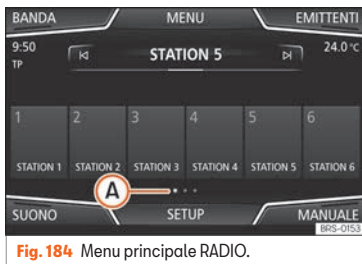 BANDA MENU EMITTENTI
9:50 STATION 5 24.0 °C
TP
1 2 3 4 5 6
STATION 1 STATION 2 STATION 3 STATION 4 STATION 5 STATION 6
A
SUONO SETUP MANUALE
BRS-0153
Fig. 184 Menu principale RADIO.